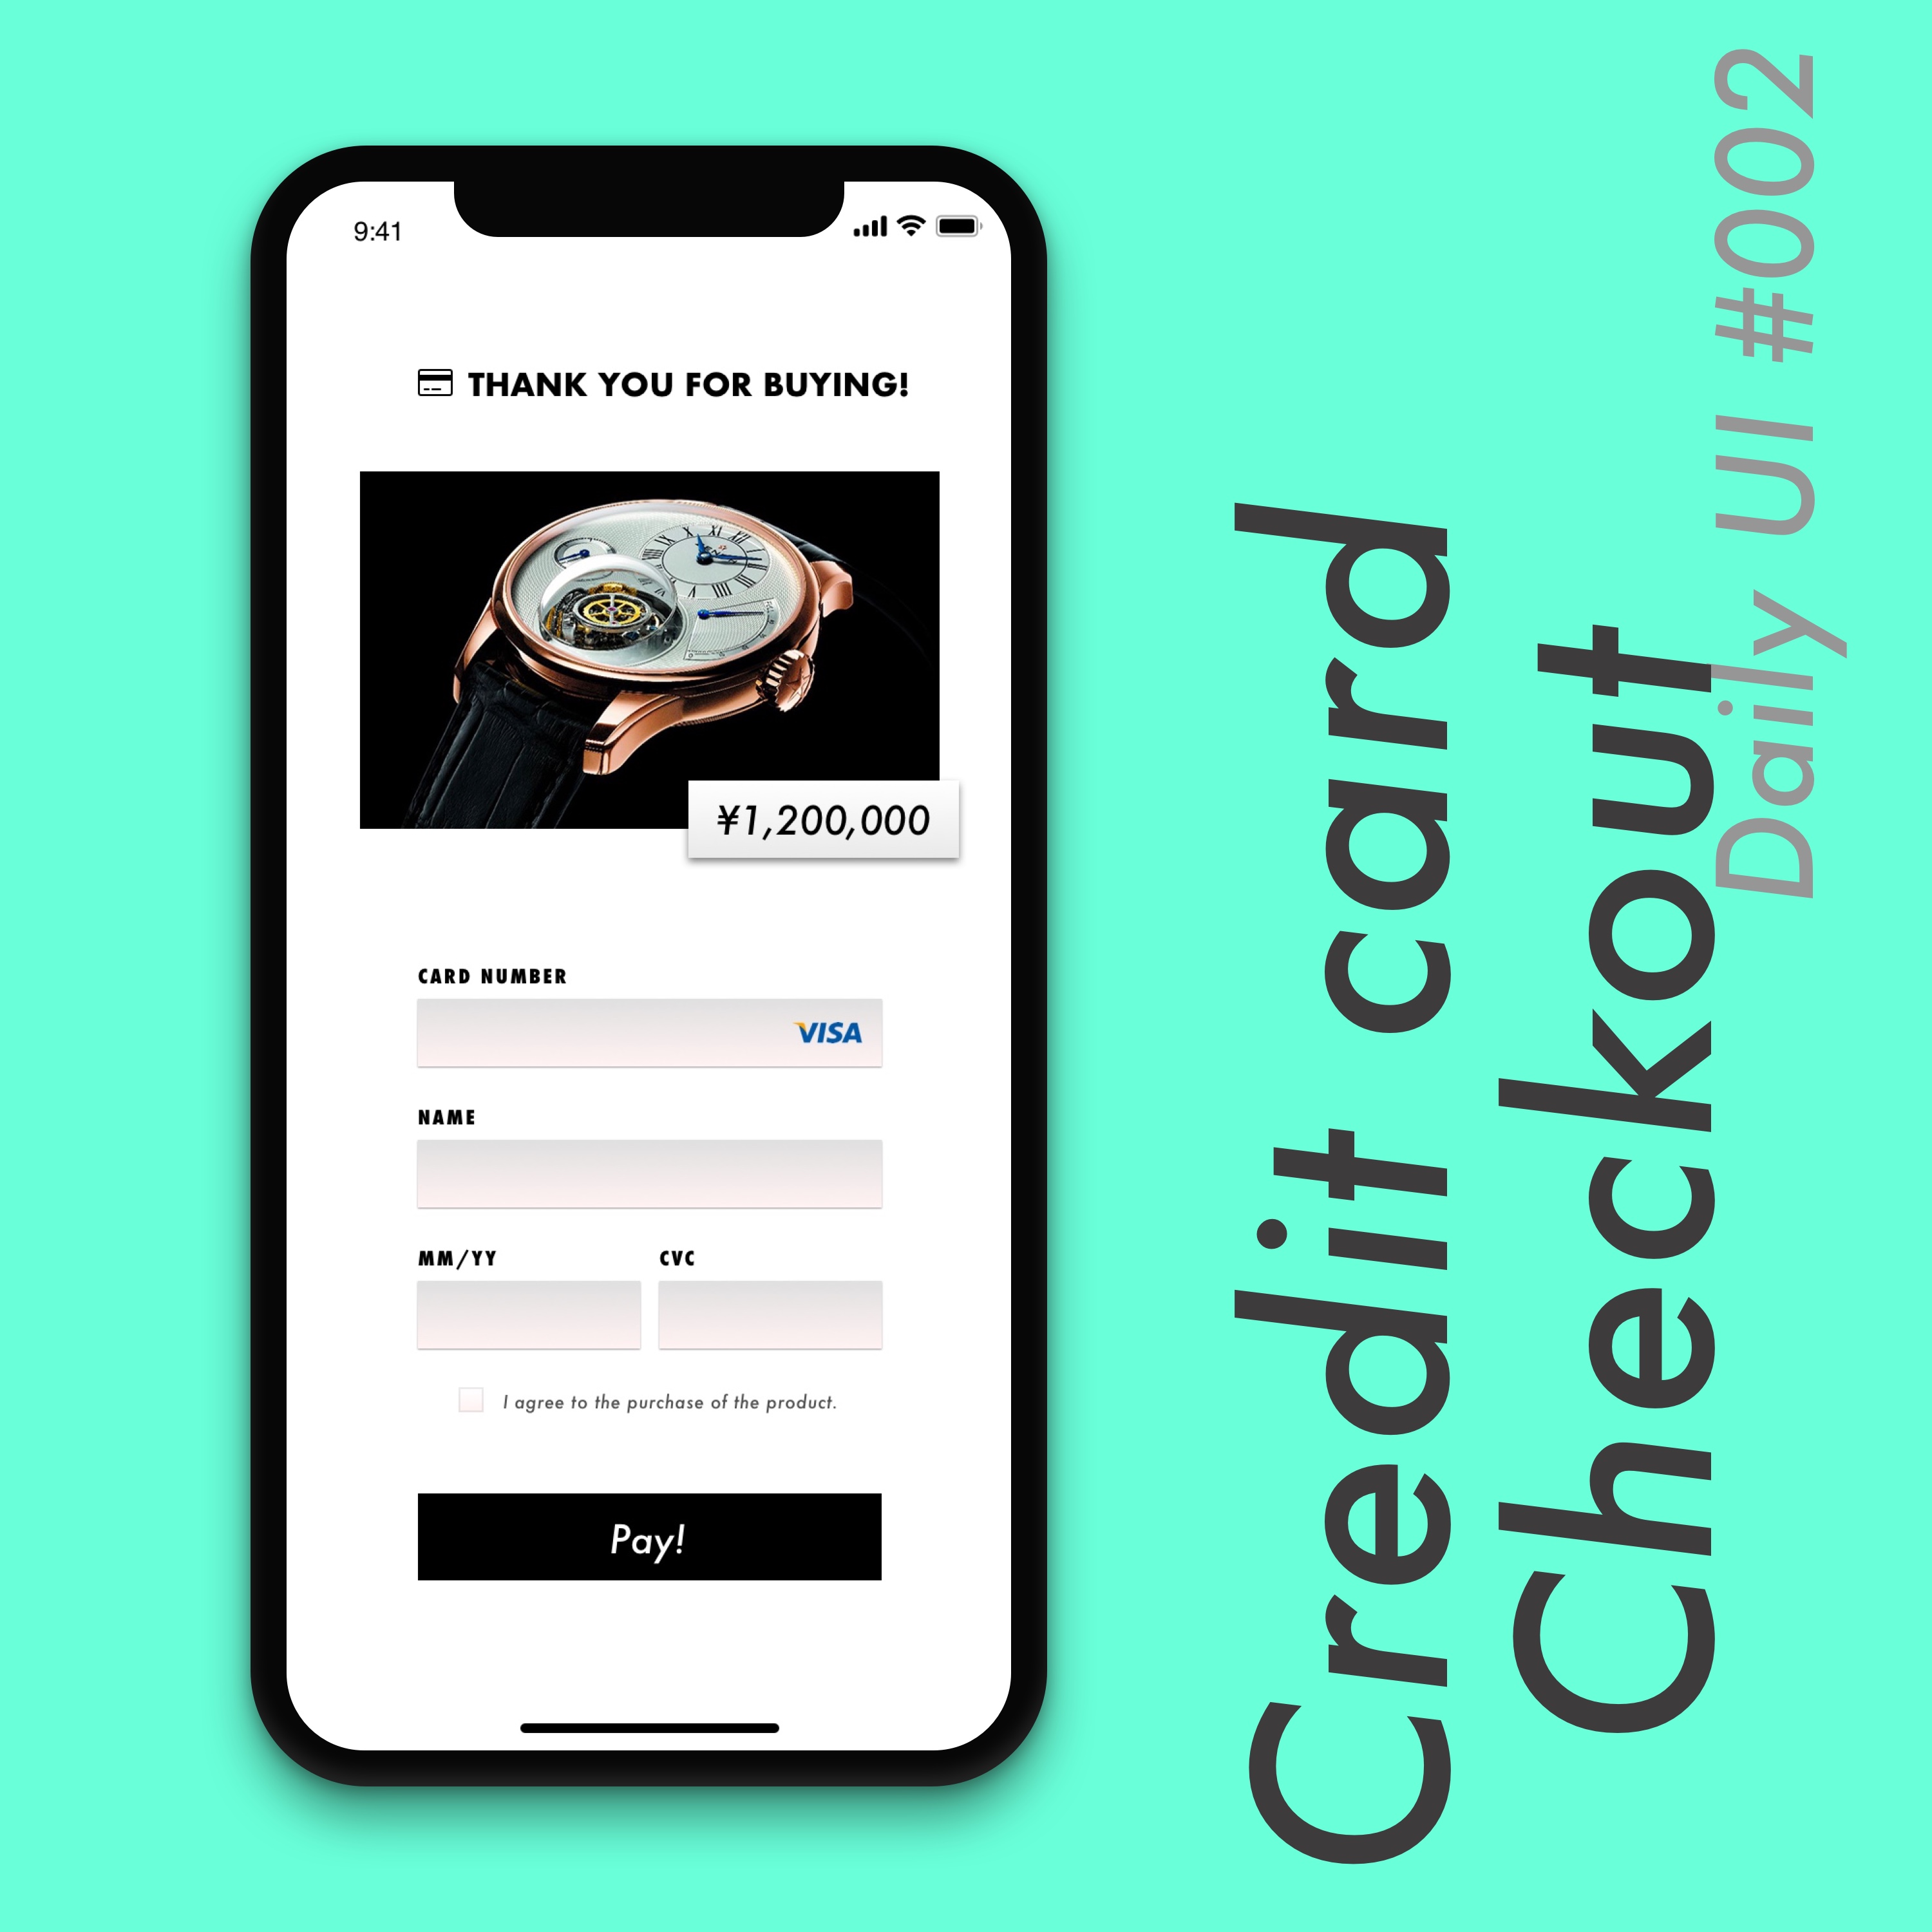 9:41
THANK YOU FOR BUYING!
¥1,200,000
CARD NUMBER
VISA
NAME
MM/YY
CVC
I agree to the purchase of the product.
Pay!
Credit card
Checkout
Daily UI #002